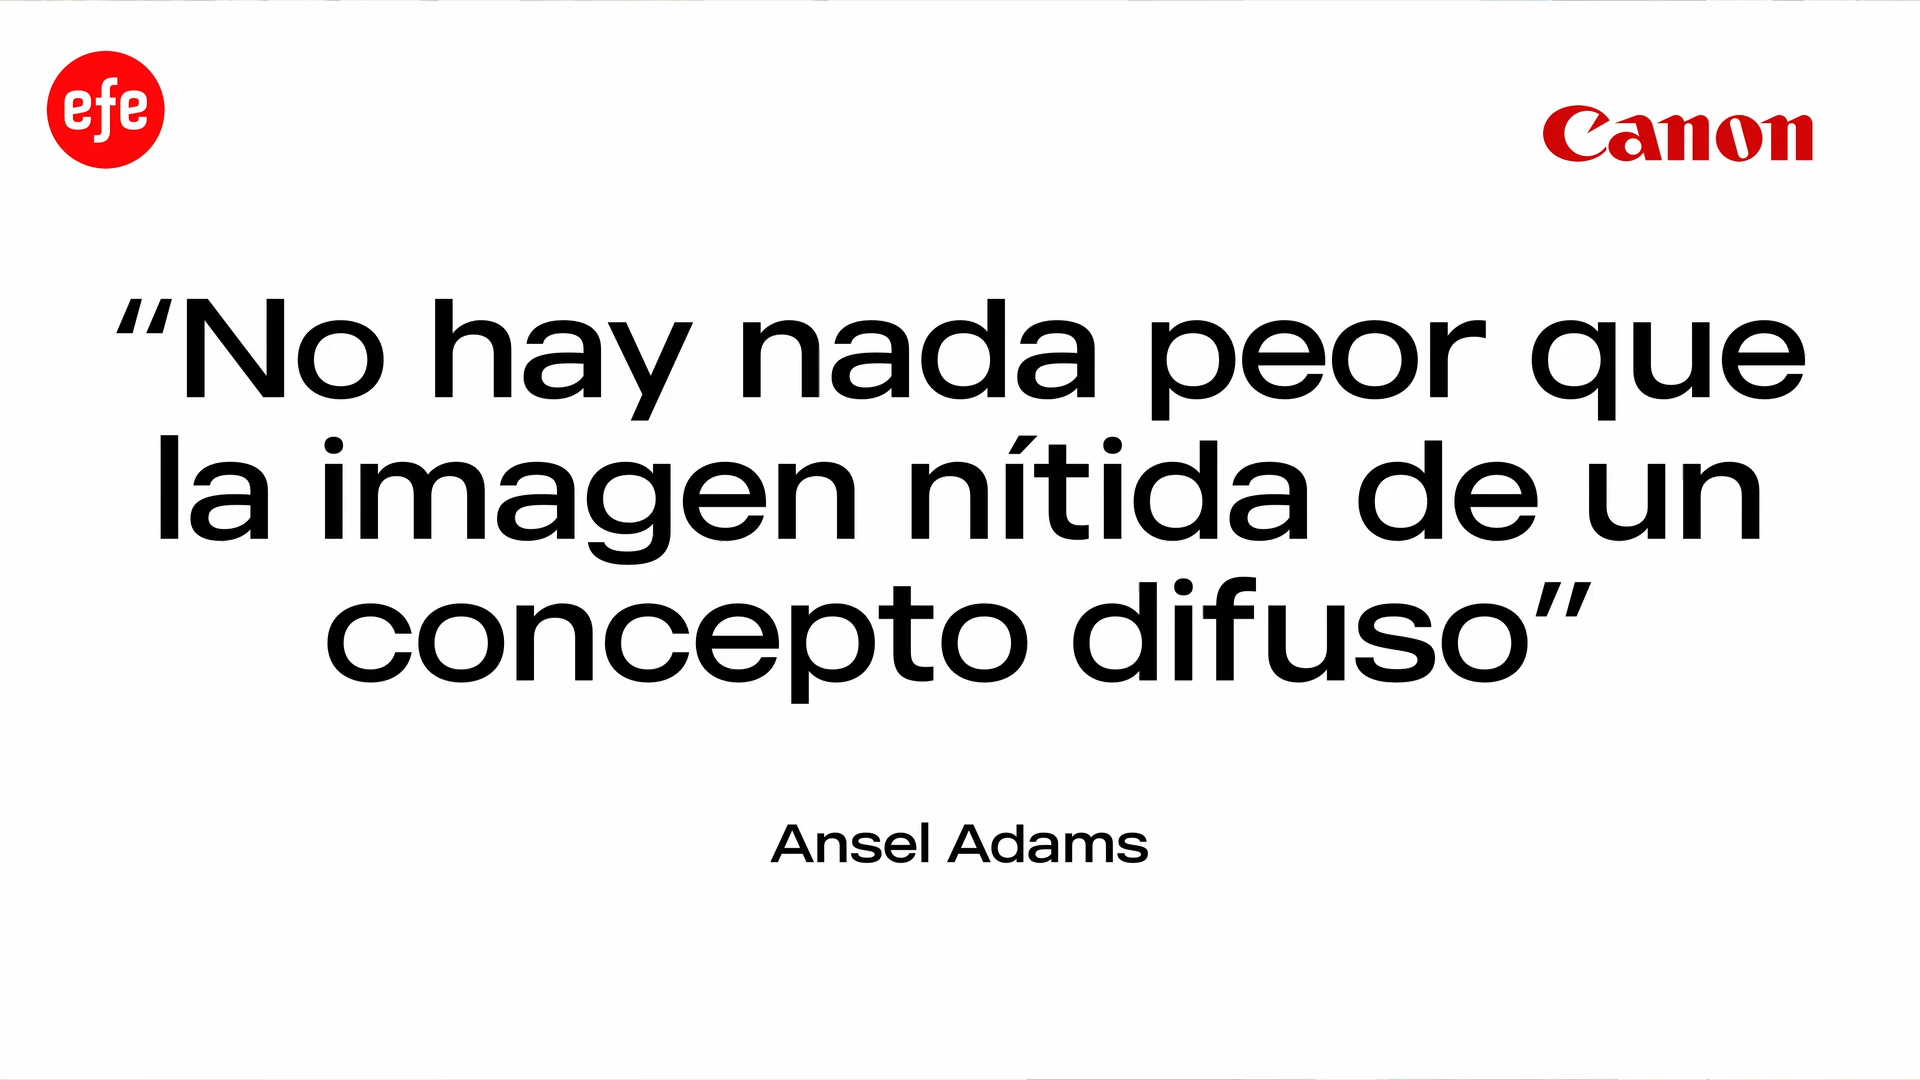 efe
Canon
“No hay nada peor que
la imagen nítida de un
concepto difuso”
Ansel Adams